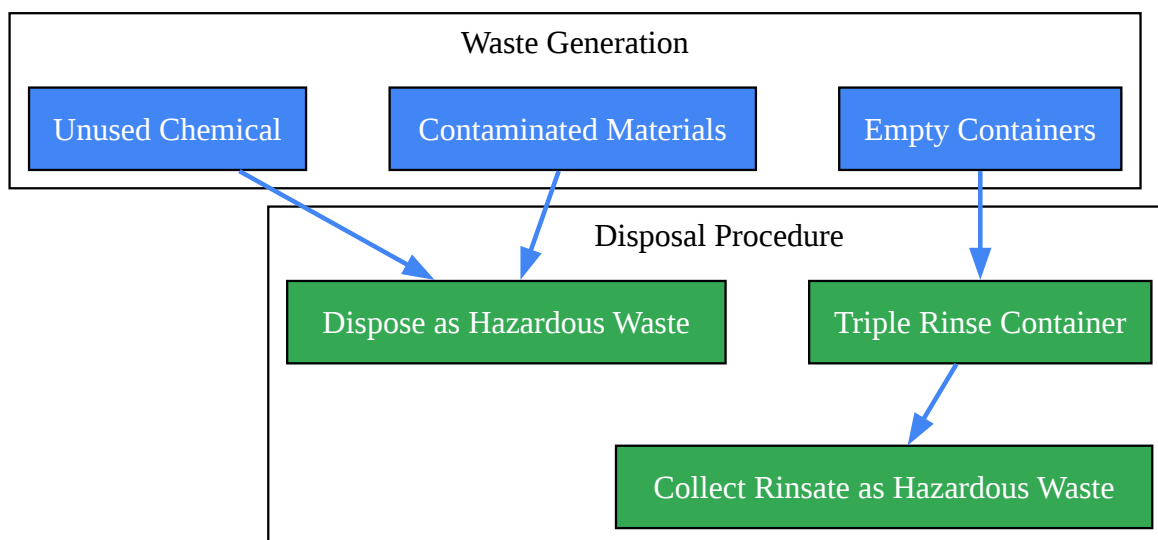 Waste Generation
Unused Chemical
Contaminated Materials
Empty Containers
Disposal Procedure
Dispose as Hazardous Waste
Triple Rinse Container
Collect Rinsate as Hazardous Waste